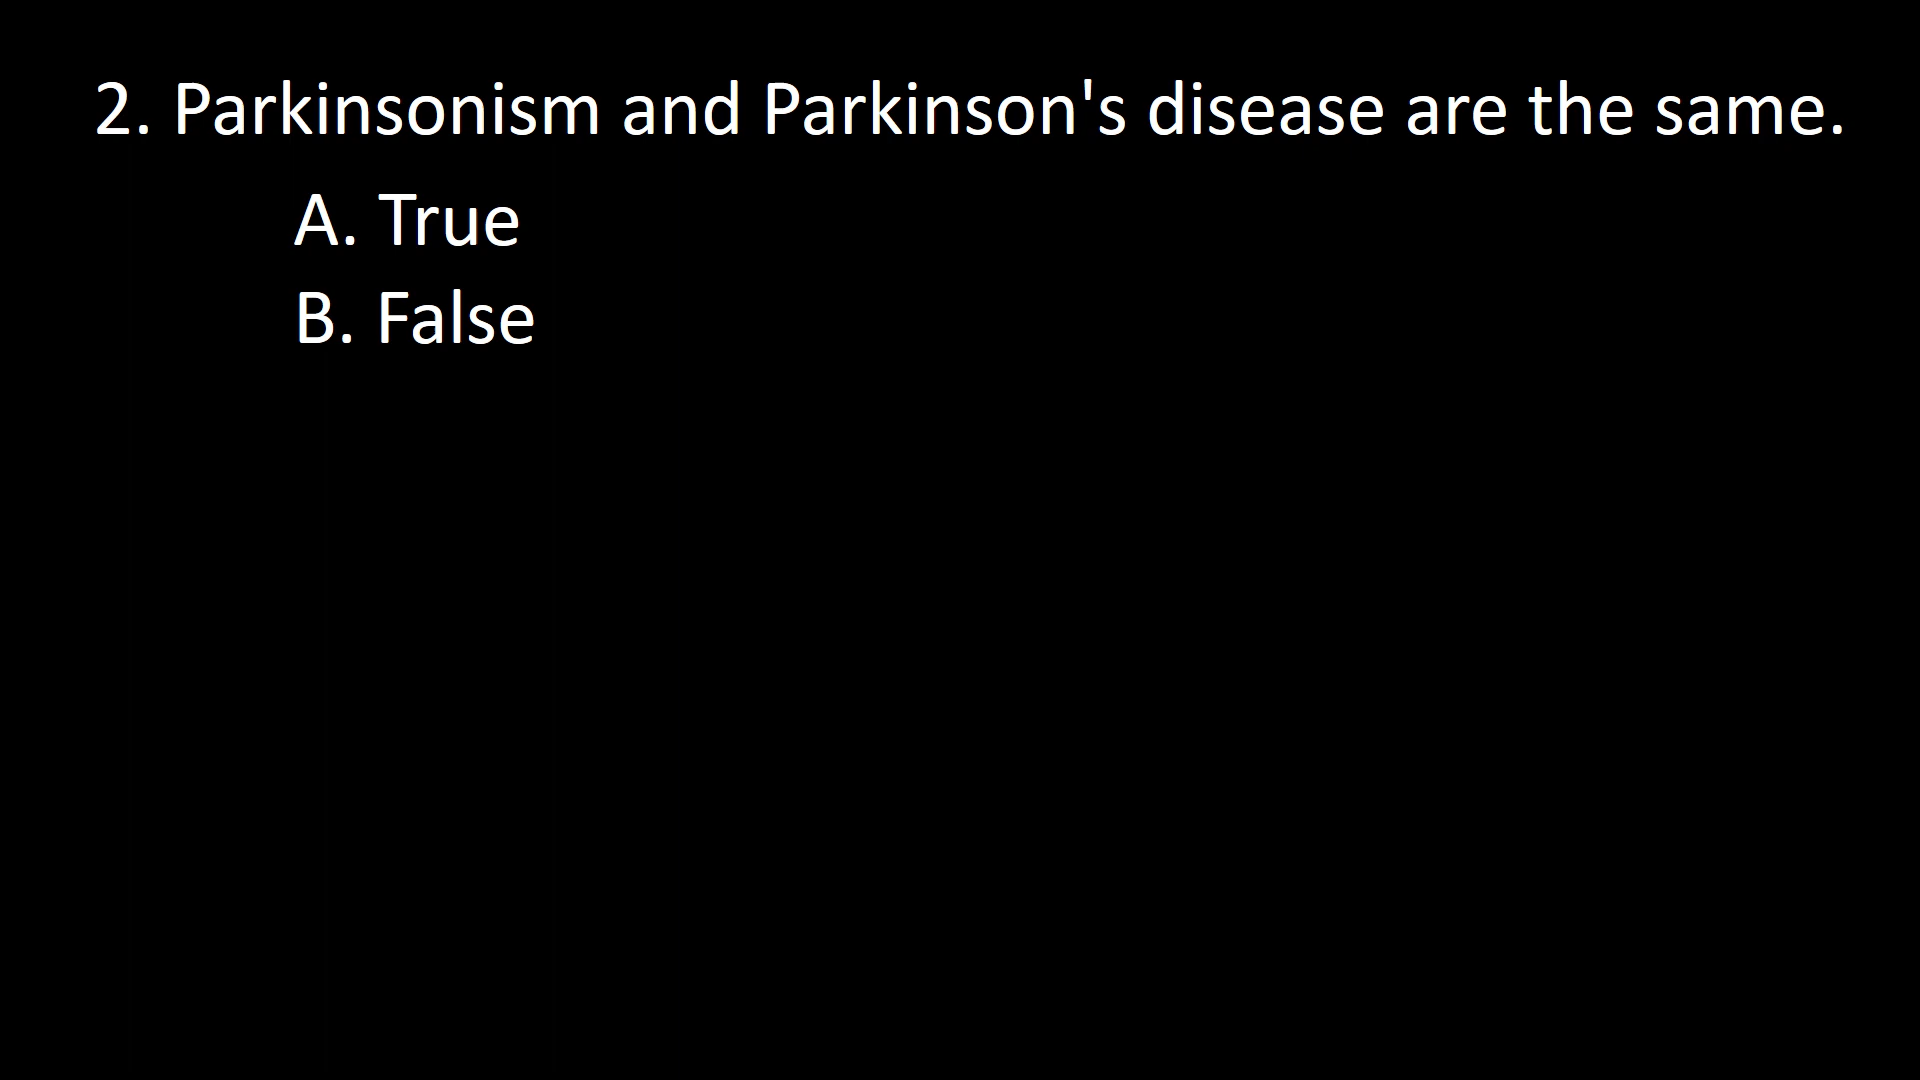 2. Parkinsonism and Parkinson's disease are the same.
A. True
B. False